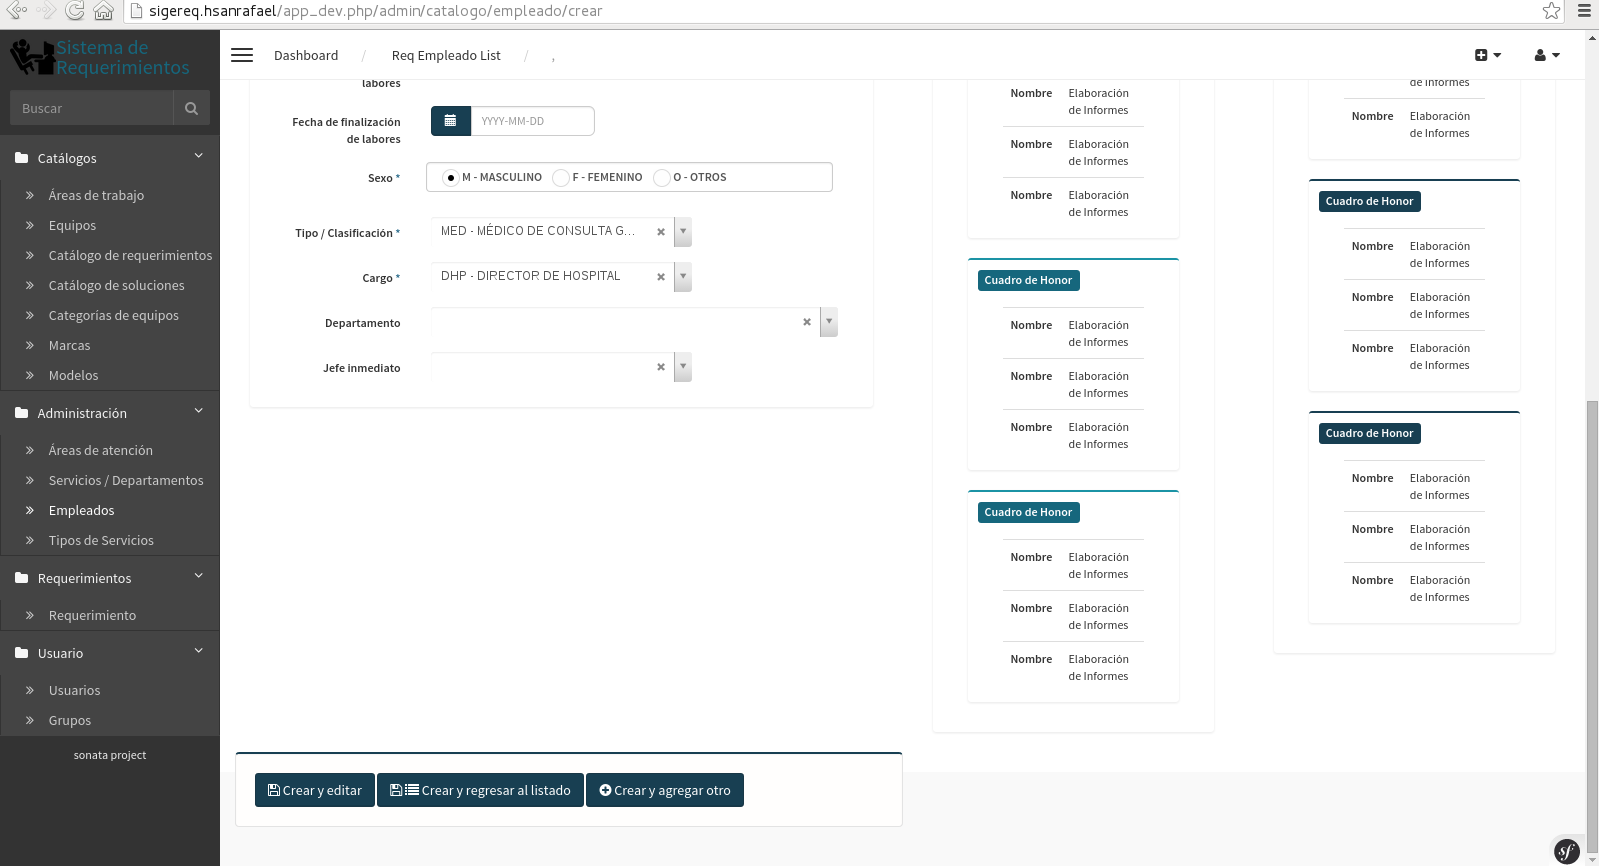 sigereq.hsanrafael/app_dev.php/admin/catalogo/empleado/crear
Sistema de
Requerimientos
Buscar
Catálogos
Áreas de trabajo
Equipos
Catálogo de requerimientos
Catálogo de soluciones
Categorías de equipos
Marcas
Modelos
Administración
Áreas de atención
Servicios / Departamentos
Empleados
Tipos de Servicios
Requerimientos
Requerimiento
Usuario
Usuarios
Grupos
sonata project
Dashboard / Req Empleado List / ,
labores
Fecha de finalización
de labores
YYYY-MM-DD
Sexo *
M - MASCULINO F - FEMENINO O - OTROS
Tipo / Clasificación *
MED - MÉDICO DE CONSULTA G...
Cargo *
DHP - DIRECTOR DE HOSPITAL
Departamento
Jefe inmediato
Nombre Elaboración
de Informes
Nombre Elaboración
de Informes
Nombre Elaboración
de Informes
Cuadro de Honor
Nombre Elaboración
de Informes
Nombre Elaboración
de Informes
Nombre Elaboración
de Informes
Cuadro de Honor
Nombre Elaboración
de Informes
Nombre Elaboración
de Informes
Nombre Elaboración
de Informes
de Informes
Nombre Elaboración
de Informes
Cuadro de Honor
Nombre Elaboración
de Informes
Nombre Elaboración
de Informes
Nombre Elaboración
de Informes
Cuadro de Honor
Nombre Elaboración
de Informes
Nombre Elaboración
de Informes
Nombre Elaboración
de Informes
Crear y editar
Crear y regresar al listado
Crear y agregar otro
sf